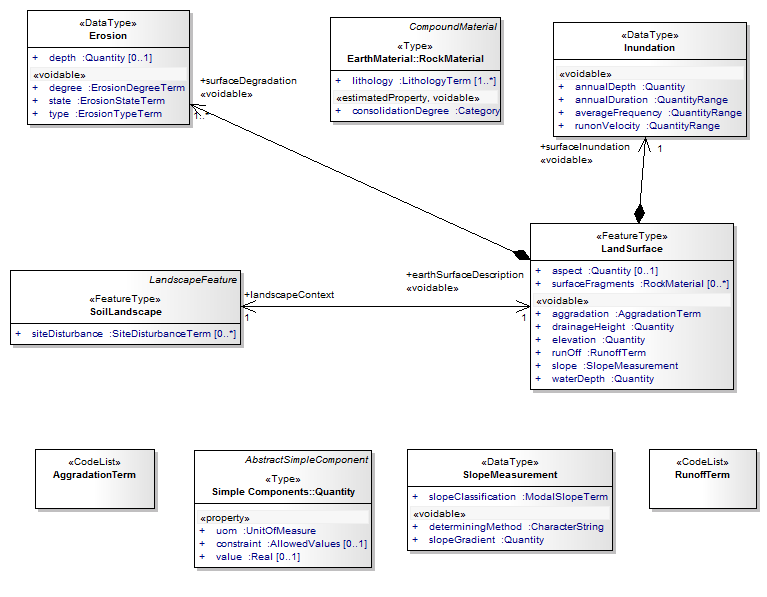 «DataType»
Erosion
+ depth :Quantity [0..1]
«voidable»
+ degree :ErosionDegreeTerm
+ state :ErosionStateTerm
+ type :ErosionTypeTerm
+surfaceDegradation
«voidable»
1..*
CompoundMaterial
«Type»
EarthMaterial::RockMaterial
+ lithology :LithologyTerm [1..*]
«estimatedProperty, voidable»
+ consolidationDegree :Category
«DataType»
Inundation
«voidable»
+ annualDepth :Quantity
+ annualDuration :QuantityRange
+ averageFrequency :QuantityRange
+ runonVelocity :QuantityRange
+surfaceInundation
«voidable»
1
«FeatureType»
LandSurface
+ aspect :Quantity [0..1]
+ surfaceFragments :RockMaterial [0..*]
«voidable»
+ aggradation :AggradationTerm
+ drainageHeight :Quantity
+ elevation :Quantity
+ runOff :RunoffTerm
+ slope :SlopeMeasurement
+ waterDepth :Quantity
+earthSurfaceDescription
«voidable»
1
+landscapeContext
1
LandscapeFeature
«FeatureType»
SoilLandscape
+ siteDisturbance :SiteDisturbanceTerm [0..*]
«CodeList»
AggradationTerm
AbstractSimpleComponent
«Type»
Simple Components::Quantity
«property»
+ uom :UnitOfMeasure
+ constraint :AllowedValues [0..1]
+ value :Real [0..1]
«DataType»
SlopeMeasurement
+ slopeClassification :ModalSlopeTerm
«voidable»
+ determiningMethod :CharacterString
+ slopeGradient :Quantity
«CodeList»
RunoffTerm